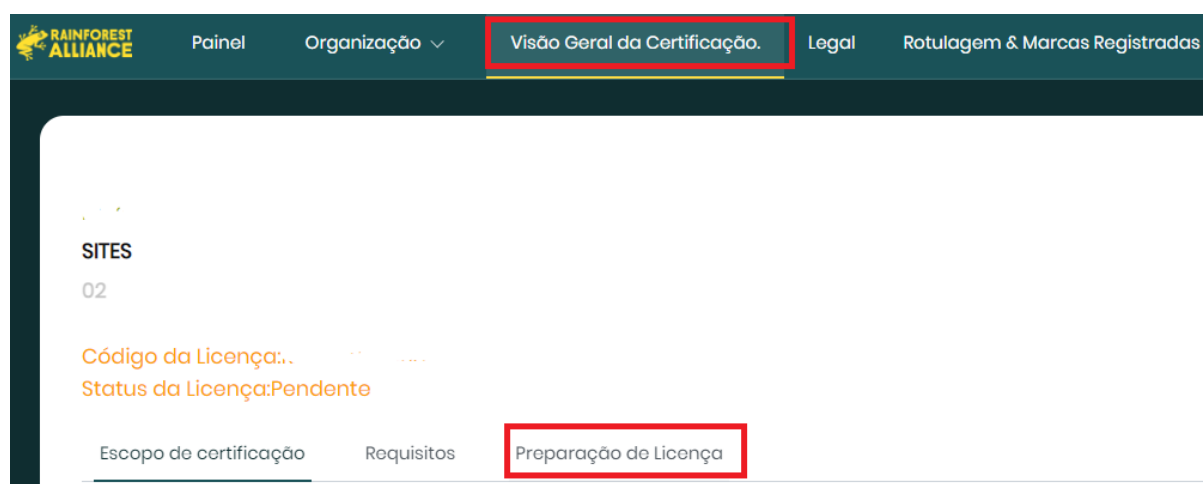 RAINFOREST
ALLIANCE
Painel Organização Visão Geral da Certificação. Legal Rotulagem & Marcas Registradas
SITES
02
Código da Licença:
Status da Licença:Pendente
Escopo de certificação Requisitos Preparação de Licença